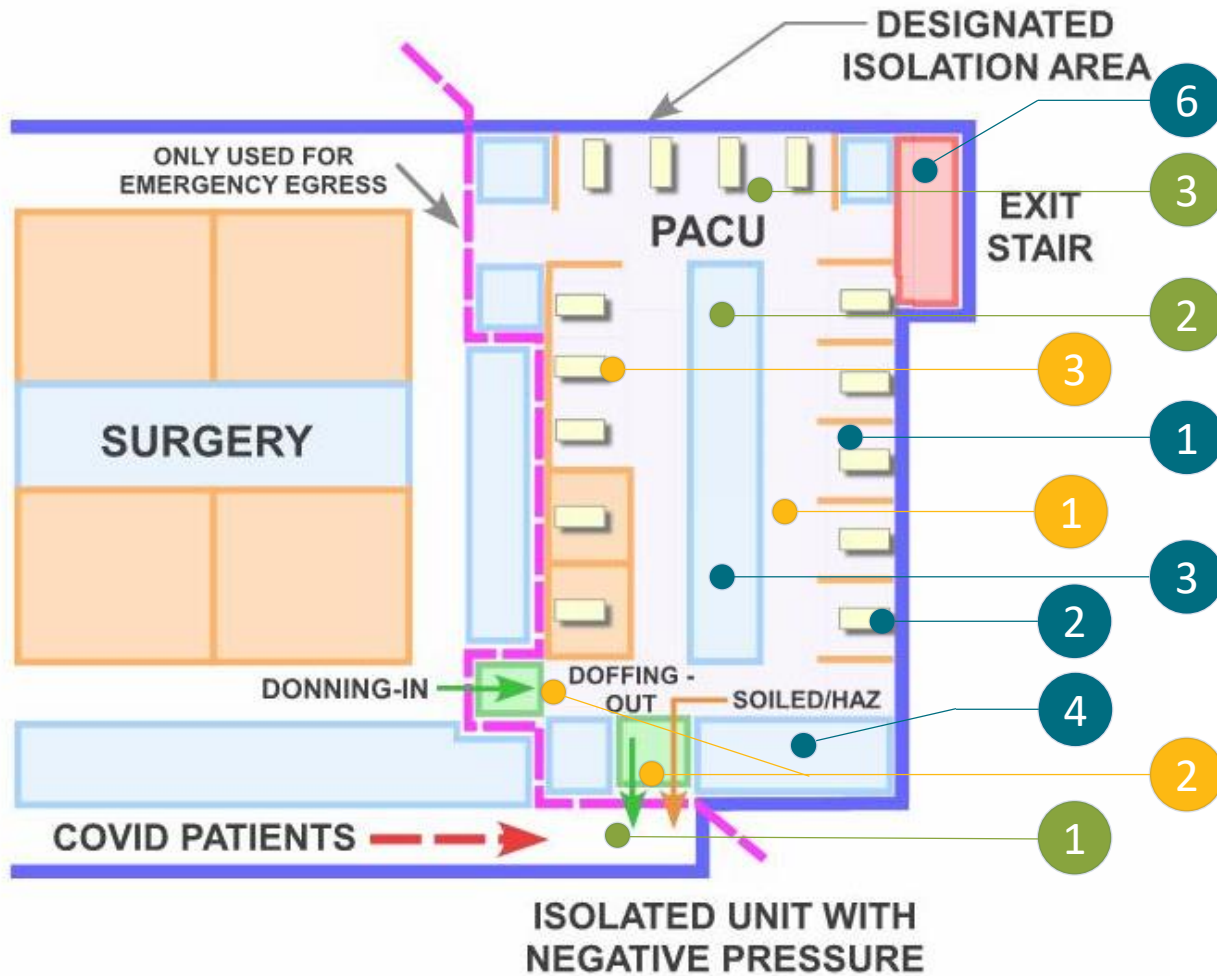 DESIGNATED
ISOLATION AREA
6
ONLY USED FOR
EMERGENCY EGRESS
3
PACU
EXIT
STAIR
2
3
SURGERY
1
1
3
2
DONNING-IN
DOFFING -
OUT
SOILED/HAZ
4
2
COVID PATIENTS
1
ISOLATED UNIT WITH
NEGATIVE PRESSURE